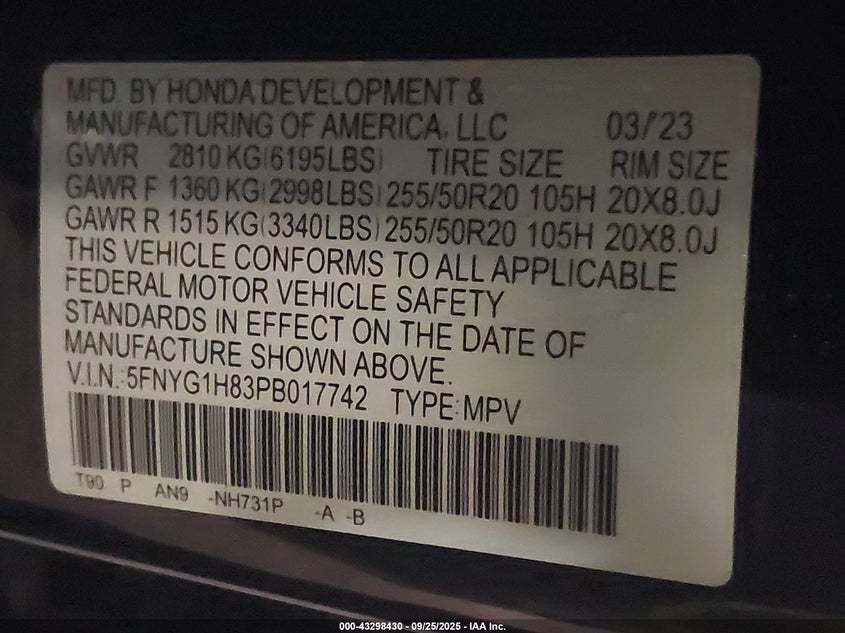 MFD. BY HONDA DEVELOPMENT &
MANUFACTURING OF AMERICA, LLC 03/'23
GVWR 2810 KG(6195LBS) TIRE SIZE RIM SIZE
GAWR F 1360 KG(2998LBS) 255/50R20 105H 20X8.0J
GAWR R 1515 KG(3340LBS) 255/50R20 105H 20X8.0J
THIS VEHICLE CONFORMS TO ALL APPLICABLE
FEDERAL MOTOR VEHICLE SAFETY
STANDARDS IN EFFECT ON THE DATE OF
MANUFACTURE SHOWN ABOVE.
V.I.N.:5FNYG1H83PB017742 TYPE:MPV
T90 P AN9 -NH731P -A -B
000-43298430 - 09/25/2025 - IAA Inc.